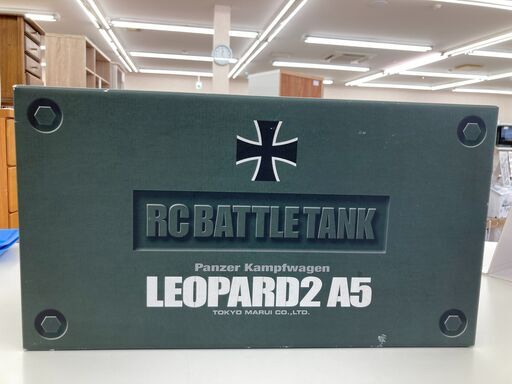 RC BATTLE TANK
Panzer Kampfwagen
LEOPARD2 A5
TOKYO MARUI CO.,LTD.